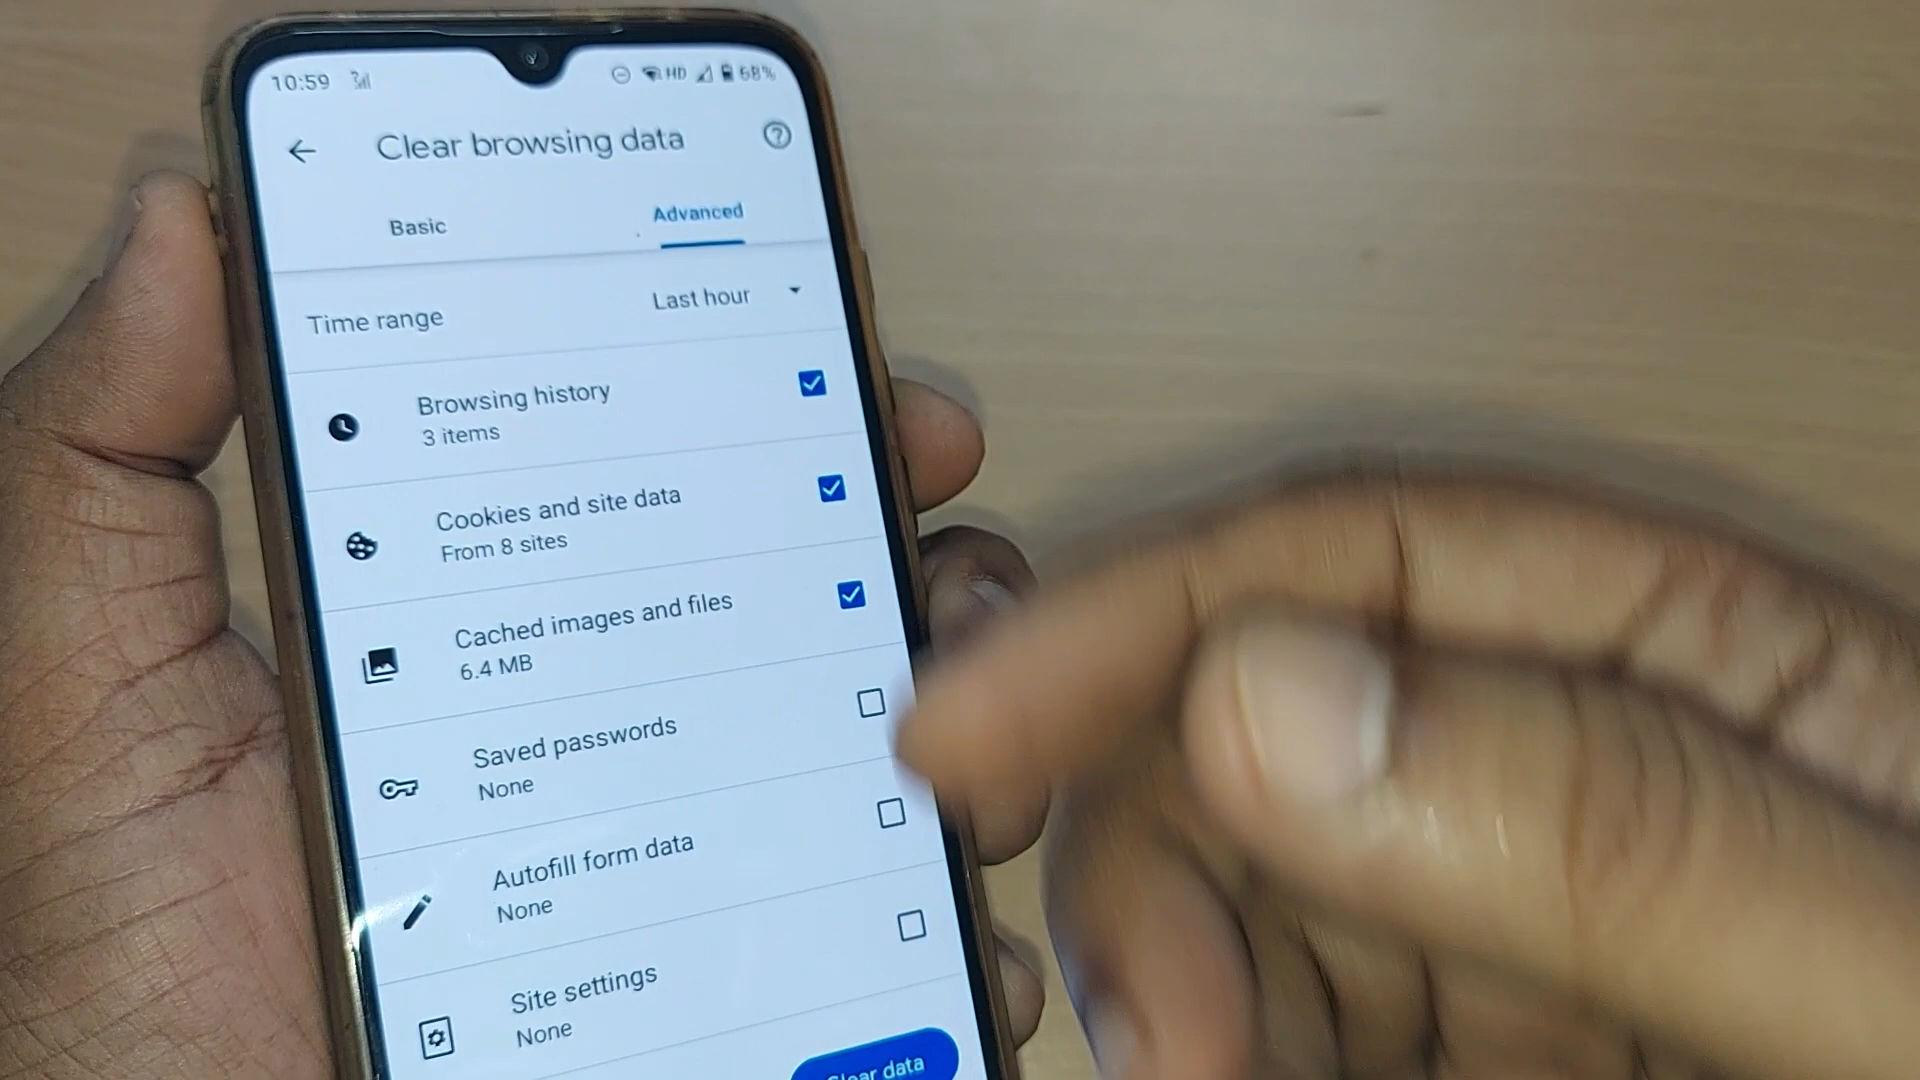 10:59 HD 68%
Clear browsing data
Basic Advanced
Time range Last hour
Browsing history
3 items
Cookies and site data
From 8 sites
Cached images and files
6.4 MB
Saved passwords
None
Autofill form data
None
Site settings
None
Clear data